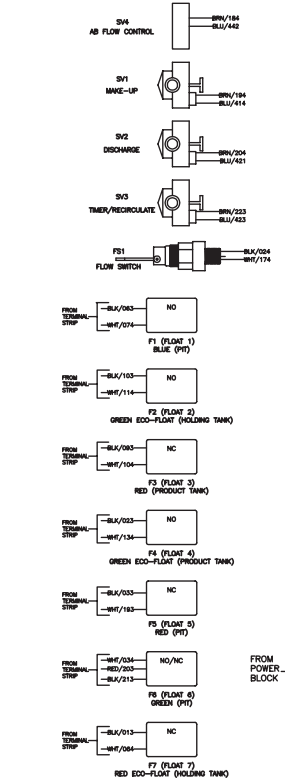 SV4
AB FLOW CONTROL
BRN/184
BLU/442
SV1
MAKE-UP
BRN/194
BLU/414
SV2
DISCHARGE
BRN/204
BLU/421
SV3
TIMER/RECIRCULATE
BRN/223
BLU/423
FS1
FLOW SWITCH
BLK/024
WHT/174
FROM
TERMINAL
STRIP
BLK/063
WHT/074
NO
F1 (FLOAT 1)
BLUE (PIT)
FROM
TERMINAL
STRIP
BLK/103
WHT/114
NO
F2 (FLOAT 2)
GREEN ECO-FLOAT (HOLDING TANK)
FROM
TERMINAL
STRIP
BLK/093
WHT/104
NC
F3 (FLOAT 3)
RED (PRODUCT TANK)
FROM
TERMINAL
STRIP
BLK/023
WHT/134
NO
F4 (FLOAT 4)
GREEN ECO-FLOAT (PRODUCT TANK)
FROM
TERMINAL
STRIP
BLK/033
WHT/193
NC
F5 (FLOAT 5)
RED (PIT)
FROM
TERMINAL
STRIP
WHT/034
RED/203
BLK/213
NO/NC
F6 (FLOAT 6)
GREEN (PIT)
FROM
POWER
BLOCK
FROM
TERMINAL
STRIP
BLK/013
WHT/064
NC
F7 (FLOAT 7)
RED ECO-FLOAT (HOLDING TANK)